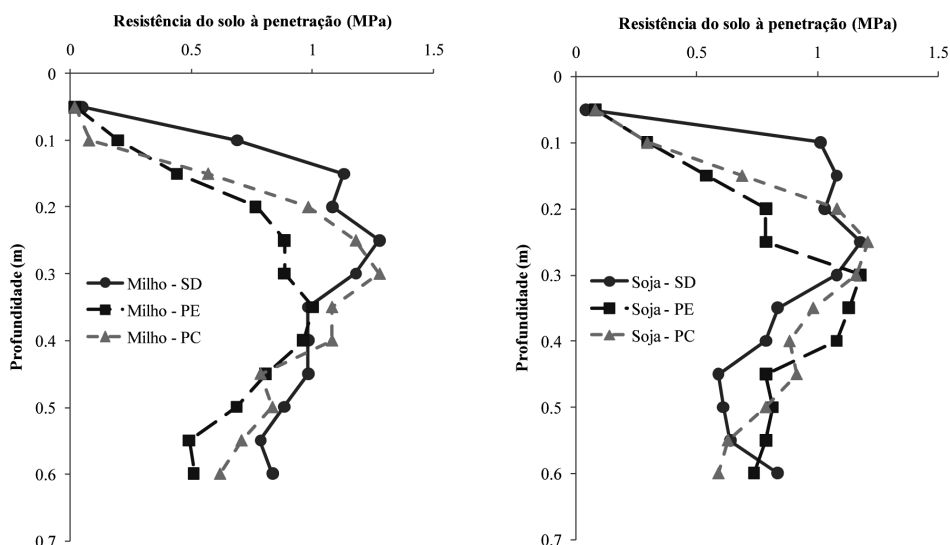 Resistência do solo à penetração (MPa)
0 0.5 1 1.5
0
0.1
0.2
0.3
0.4
0.5
0.6
0.7
Profundidade (m)
Milho - SD
Milho - PE
Milho - PC
Resistência do solo à penetração (MPa)
0 0.5 1 1.5
0
0.1
0.2
0.3
0.4
0.5
0.6
0.7
Profundidade (m)
Soja - SD
Soja - PE
Soja - PC